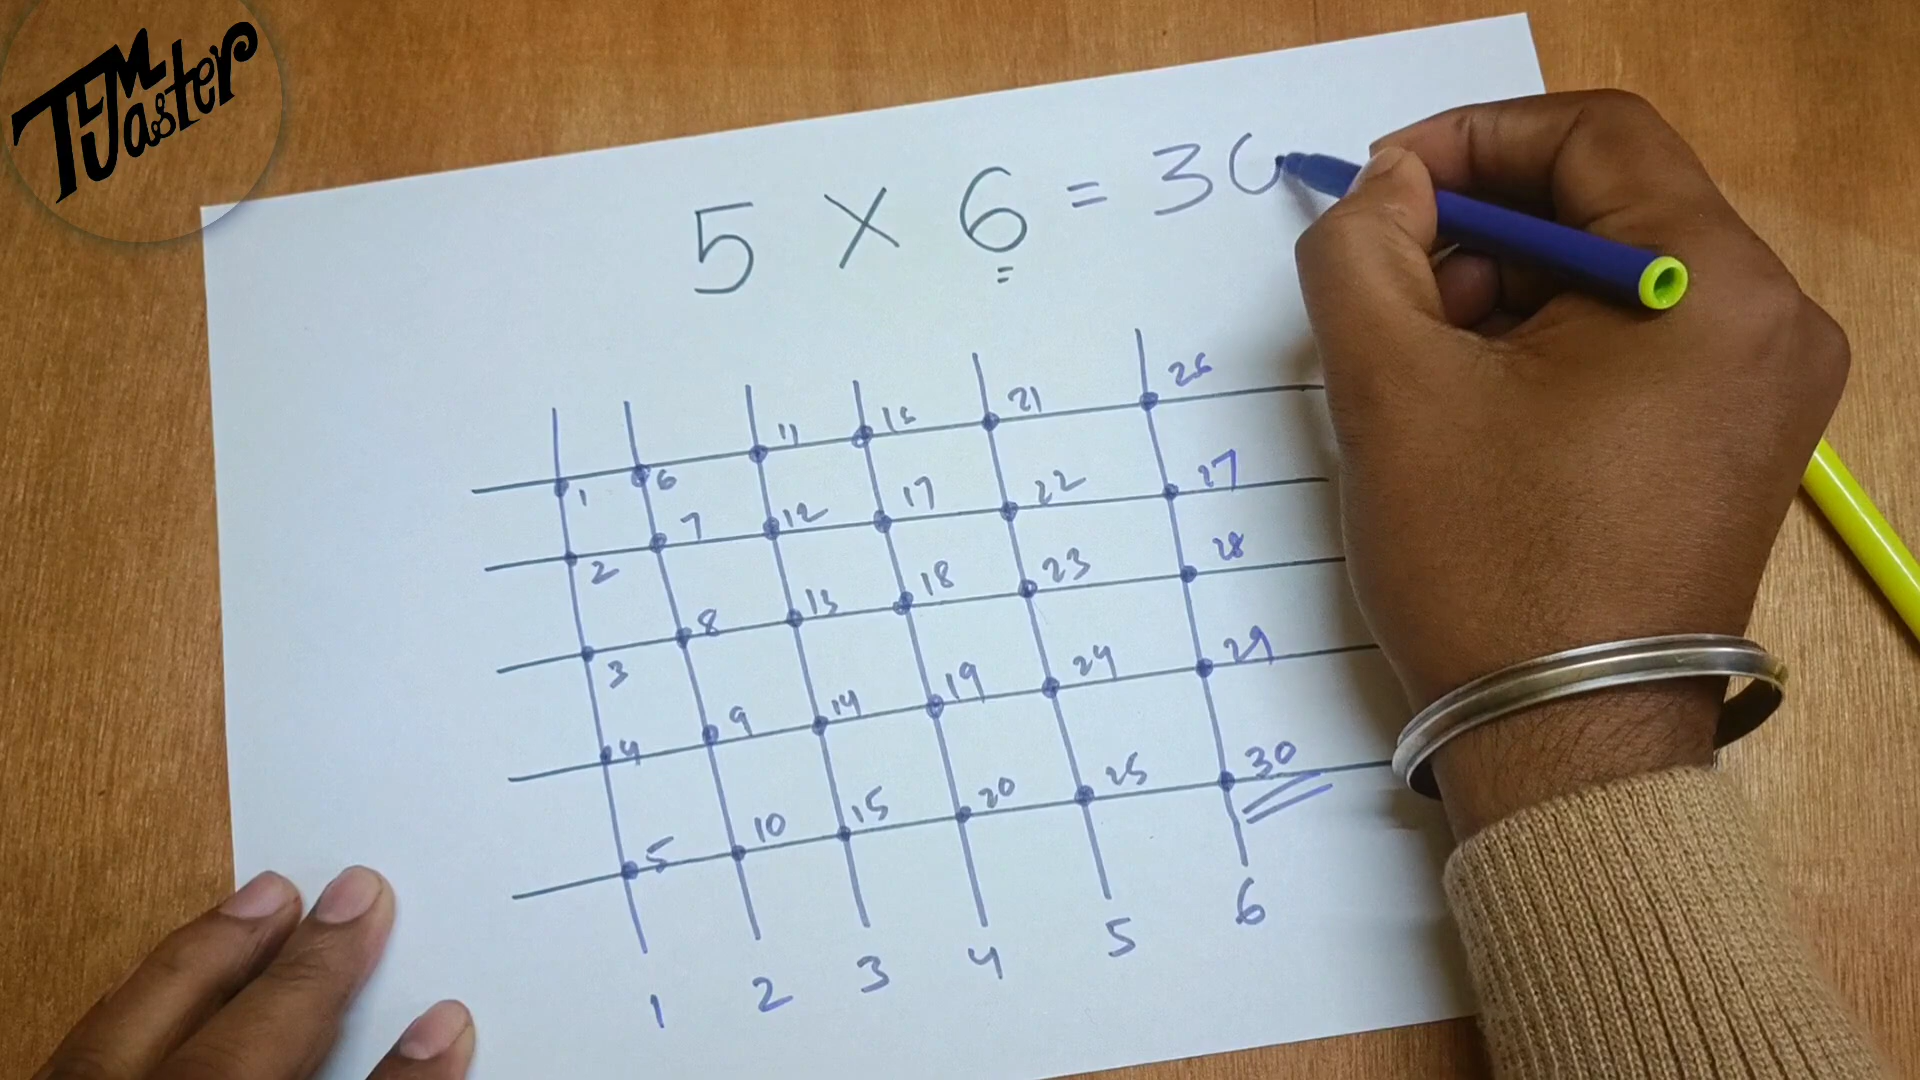 TCJ Master
5 × 6 = 30
1 6 11 16 21 26
2 7 12 17 22 27
3 8 13 18 23 28
4 9 14 19 24 29
5 10 15 20 25 30
1 2 3 4 5 6